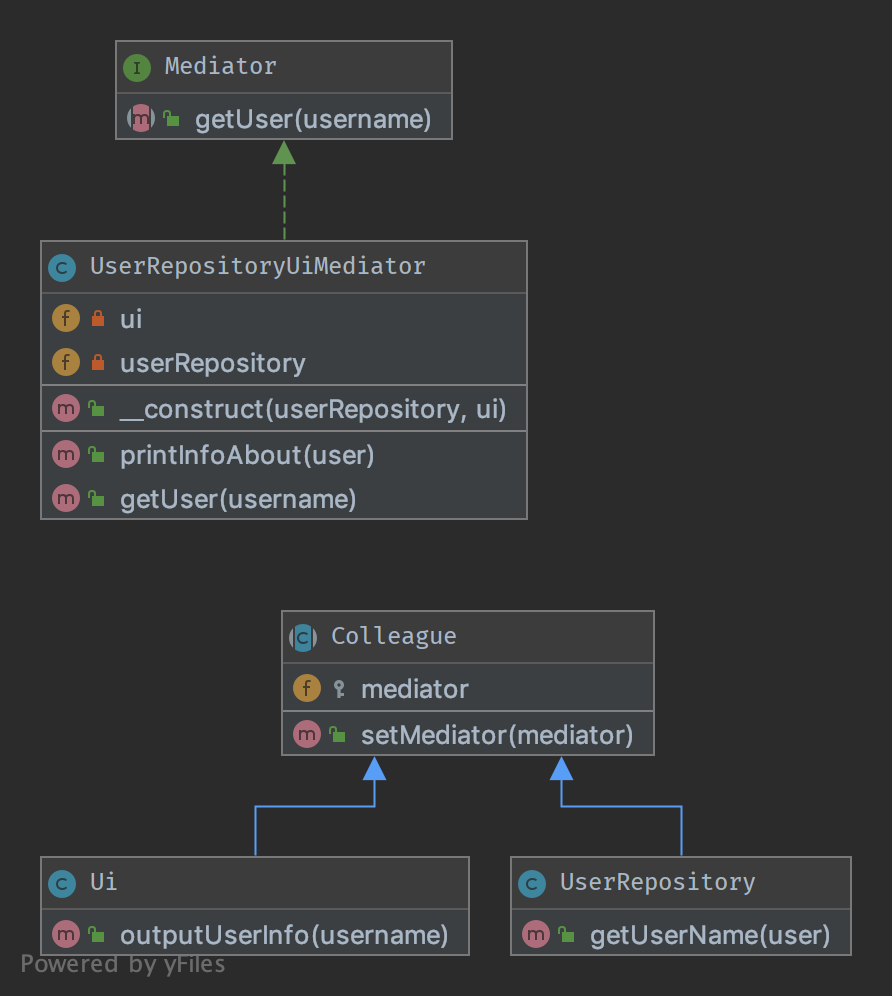 I Mediator
m getUser(username)
C UserRepositoryUiMediator
f ui
f userRepository
m __construct(userRepository, ui)
m printInfoAbout(user)
m getUser(username)
C Colleague
f mediator
m setMediator(mediator)
C Ui
m outputUserInfo(username)
C UserRepository
m getUserName(user)
Powered by yFiles